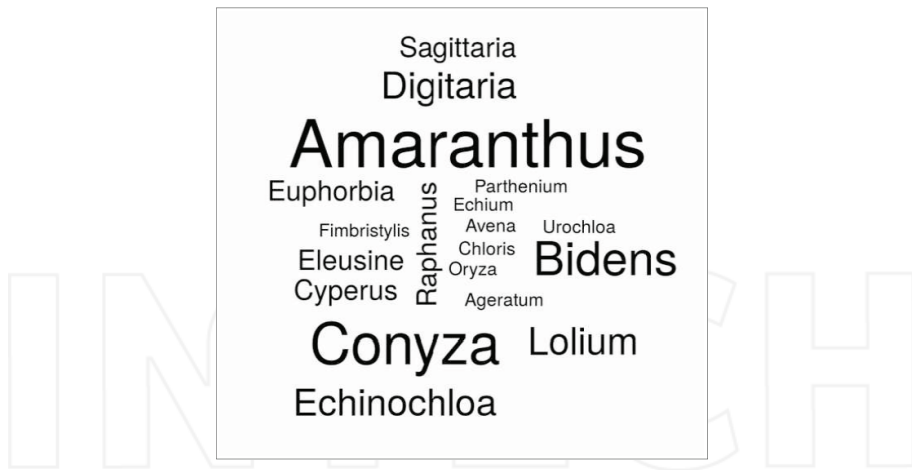 Sagittaria
Digitaria
Amaranthus
Euphorbia
Raphanus
Parthenium
Echium
Fimbristylis
Avena
Urochloa
Chloris
Eleusine
Oryza
Bidens
Cyperus
Ageratum
Conyza
Lolium
Echinochloa
INTECH